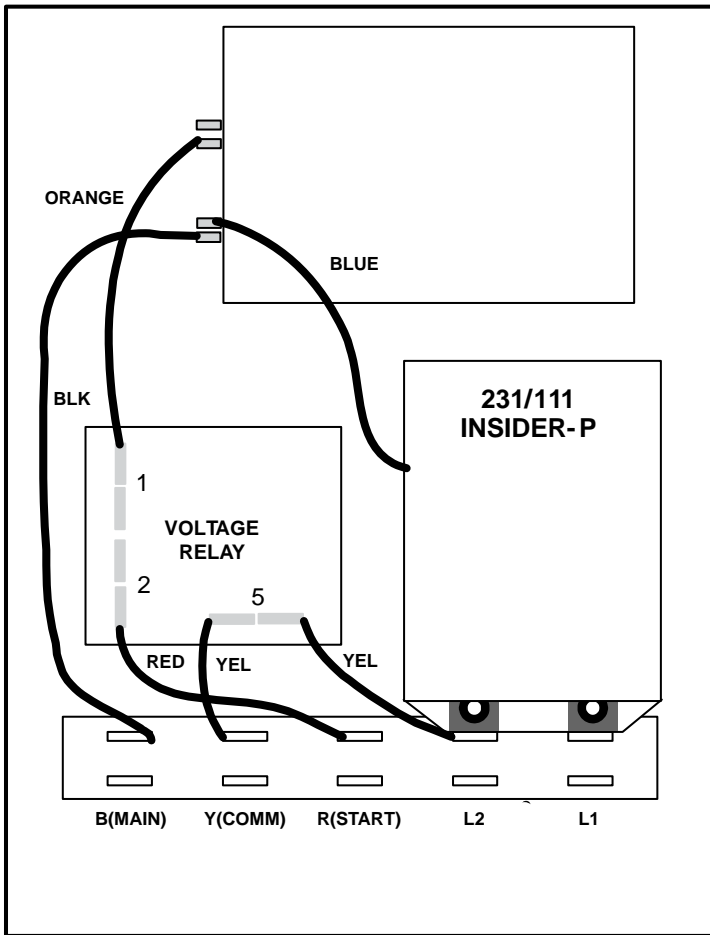 ORANGE
BLUE
BLK
231/111
INSIDER-P
1
VOLTAGE
RELAY
2
5
RED YEL YEL
B(MAIN) Y(COMM) R(START) L2 L1